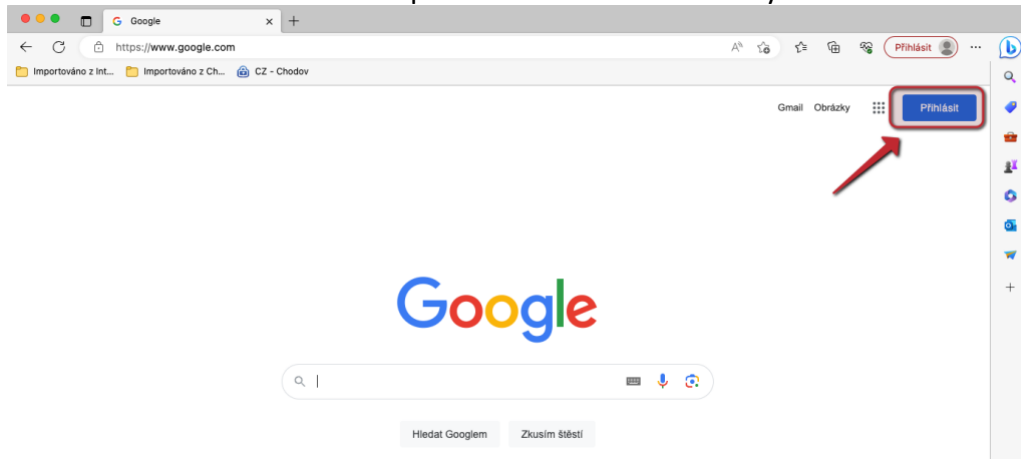 Google
https://www.google.com
Přihlásit
Importováno z Int...
Importováno z Ch...
CZ - Chodov
Gmail
Obrázky
Přihlásit
Google
Hledat Googlem
Zkusím štěstí